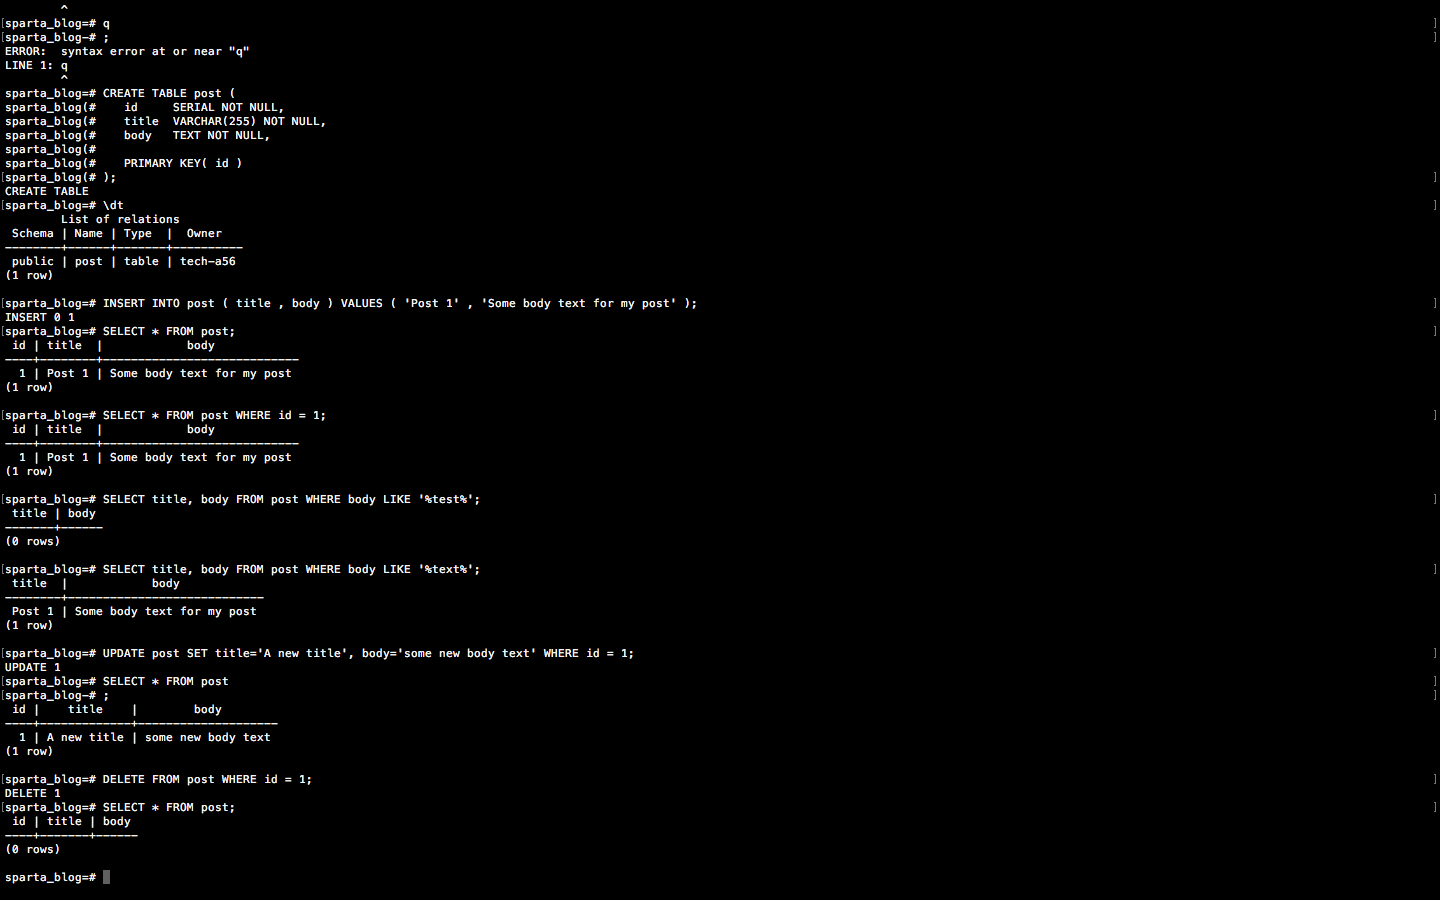 ^
[sparta_blog=# q ]
[sparta_blog-# ; ]
ERROR:  syntax error at or near "q"
LINE 1: q
        ^
sparta_blog=# CREATE TABLE post (
sparta_blog(#    id     SERIAL NOT NULL,
sparta_blog(#    title  VARCHAR(255) NOT NULL,
sparta_blog(#    body   TEXT NOT NULL,
sparta_blog(#
sparta_blog(#    PRIMARY KEY( id )
[sparta_blog(# ); ]
CREATE TABLE
[sparta_blog=# \dt ]
        List of relations
 Schema | Name | Type  |  Owner
--------+------+-------+----------
 public | post | table | tech-a56
(1 row)
[sparta_blog=# INSERT INTO post ( title , body ) VALUES ( 'Post 1' , 'Some body text for my post' ); ]
INSERT 0 1
[sparta_blog=# SELECT * FROM post; ]
 id | title  |            body
----+--------+----------------------------
  1 | Post 1 | Some body text for my post
(1 row)
[sparta_blog=# SELECT * FROM post WHERE id = 1; ]
 id | title  |            body
----+--------+----------------------------
  1 | Post 1 | Some body text for my post
(1 row)
[sparta_blog=# SELECT title, body FROM post WHERE body LIKE '%test%'; ]
 title | body
-------+------
(0 rows)
[sparta_blog=# SELECT title, body FROM post WHERE body LIKE '%text%'; ]
 title  |            body
--------+----------------------------
 Post 1 | Some body text for my post
(1 row)
[sparta_blog=# UPDATE post SET title='A new title', body='some new body text' WHERE id = 1; ]
UPDATE 1
[sparta_blog=# SELECT * FROM post ]
[sparta_blog-# ; ]
 id |    title    |        body
----+-------------+--------------------
  1 | A new title | some new body text
(1 row)
[sparta_blog=# DELETE FROM post WHERE id = 1; ]
DELETE 1
[sparta_blog=# SELECT * FROM post; ]
 id | title | body
----+-------+------
(0 rows)
sparta_blog=#